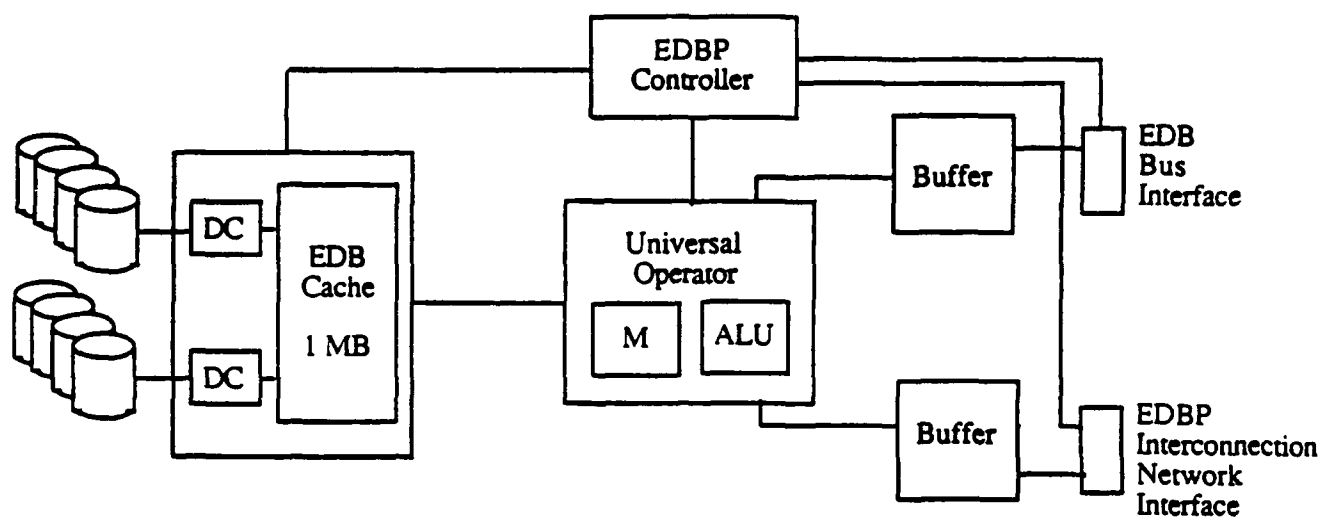 EDBP
Controller
EDB
Bus
Interface
Buffer
DC
EDB
Cache
1 MB
Universal
Operator
M
ALU
DC
Buffer
EDBP
Interconnection
Network
Interface